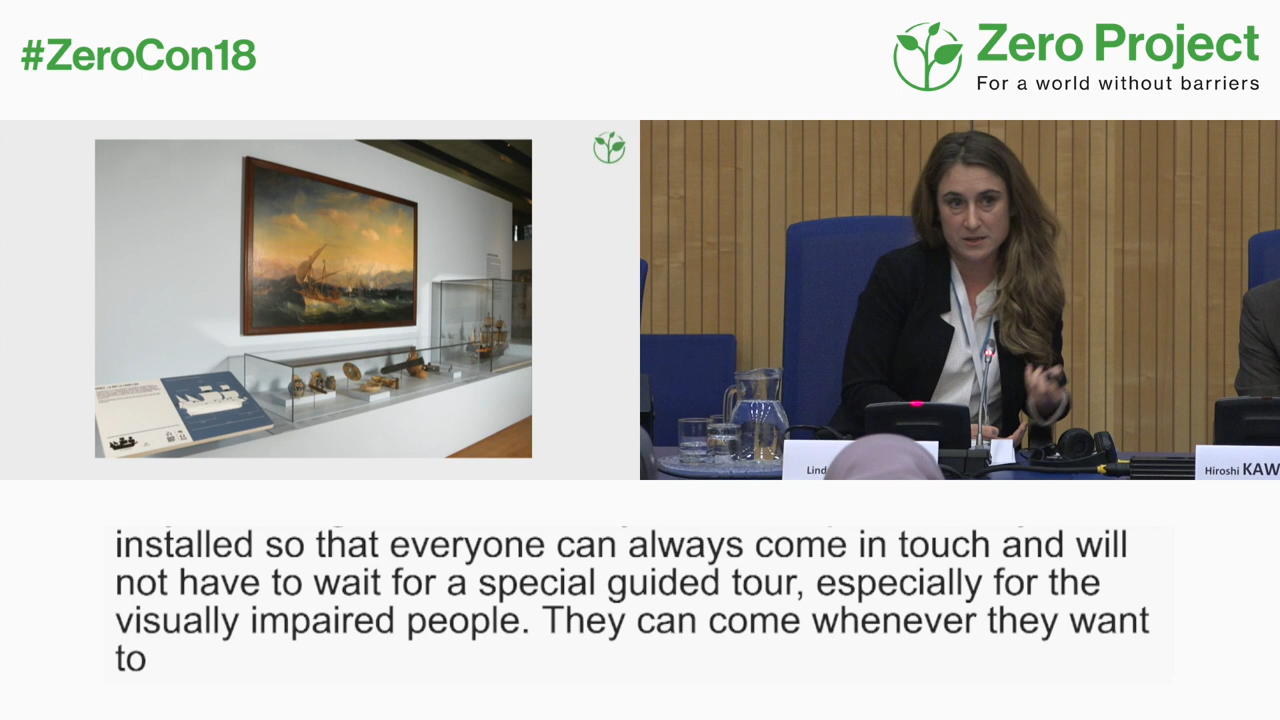 #ZeroCon18
Zero Project
For a world without barriers
Lind
Hiroshi KAW
installed so that everyone can always come in touch and will
not have to wait for a special guided tour, especially for the
visually impaired people. They can come whenever they want
to